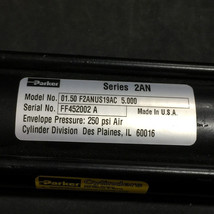 Parker
Series 2AN
Model No. 01.50 F2ANUS19AC 5.000
Serial No. FF452002 A
Made in U.S.A.
Envelope Pressure: 250 psi Air
Cylinder Division Des Plaines, IL 60016
Parker